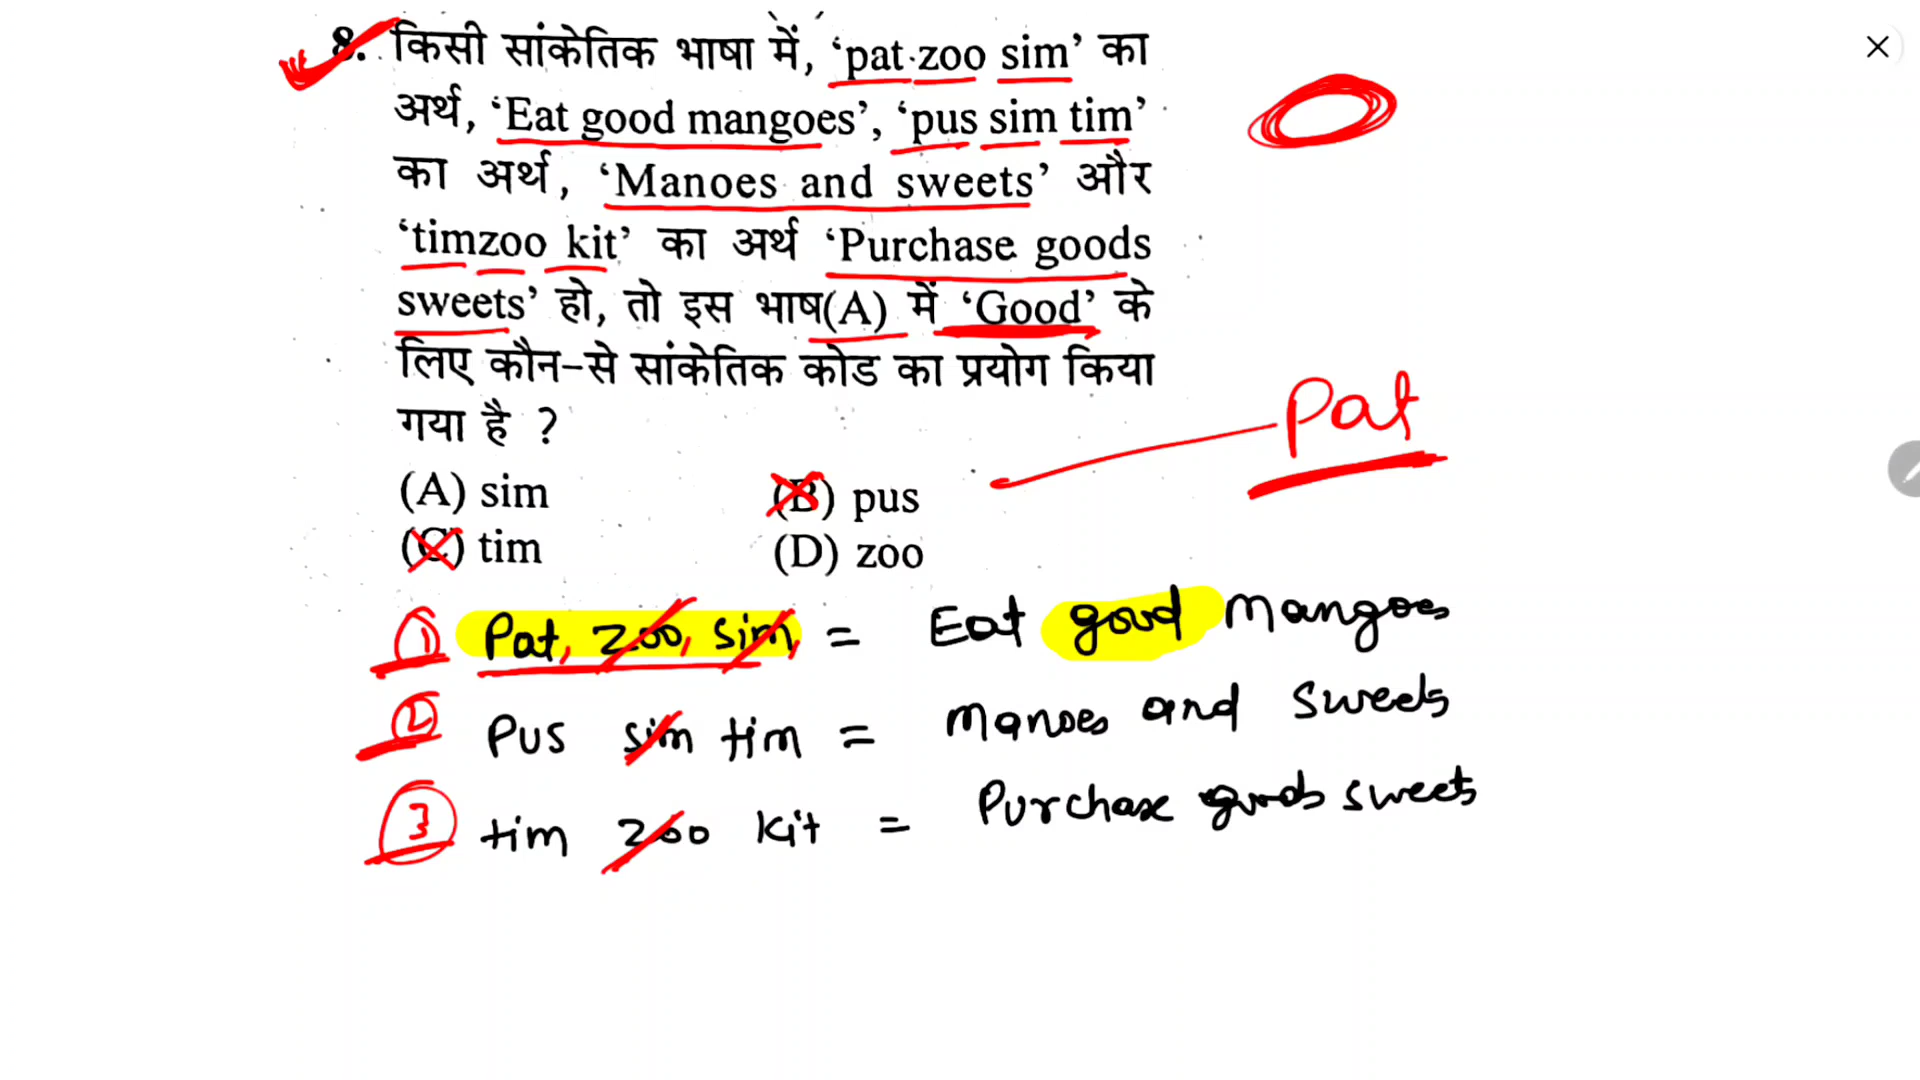 8. किसी सांकेतिक भाषा में, ‘pat zoo sim’ का
अर्थ, ‘Eat good mangoes’, ‘pus sim tim’
का अर्थ, ‘Manoes and sweets’ और
‘timzoo kit’ का अर्थ ‘Purchase goods
sweets’ हो, तो इस भाष(A) में ‘Good’ के
लिए कौन-से सांकेतिक कोड का प्रयोग किया
गया है ?
Pat
(A) sim (B) pus
(C) tim (D) zoo
1 Pat, Zoo, sim, = Eat good Mangoes
2 Pus sim tim = Manoes and Sweets
3 tim zoo kit = Purchase goods sweets